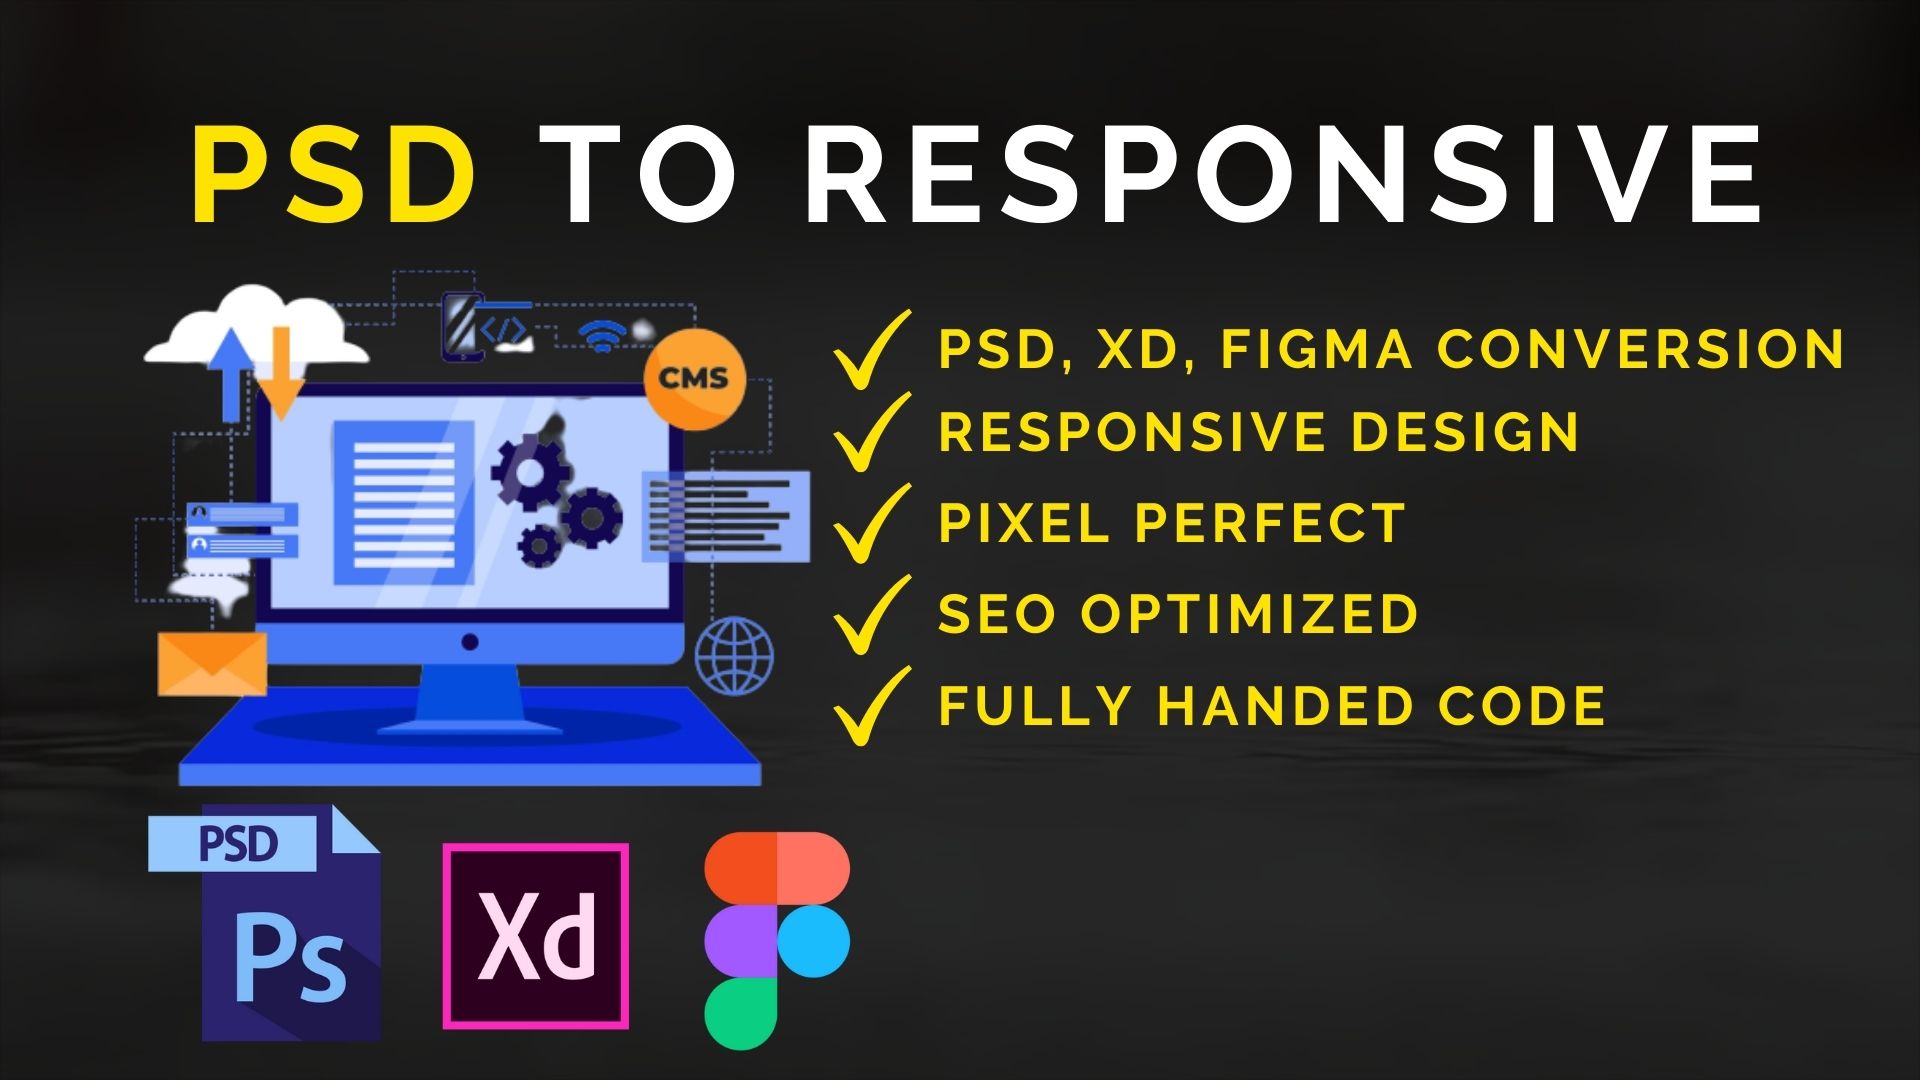 PSD TO RESPONSIVE
CMS
PSD, XD, FIGMA CONVERSION
RESPONSIVE DESIGN
PIXEL PERFECT
SEO OPTIMIZED
FULLY HANDED CODE
PSD
Ps
Xd